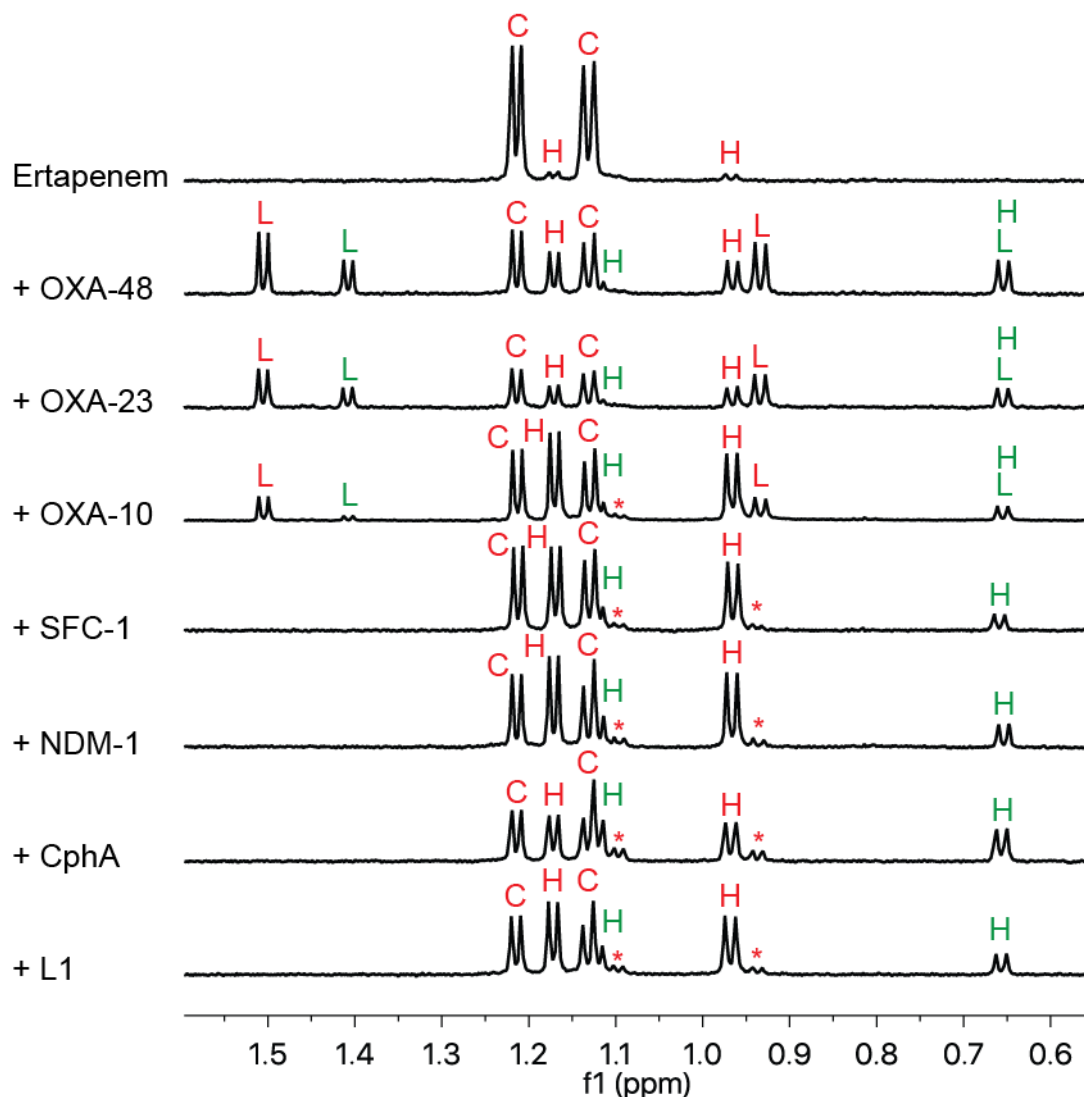 C C
H H
Ertapenem
L L C H C H H L H L
+ OXA-48
L L C H C H H L H L
+ OXA-23
L L C H C H * H L H L
+ OXA-10
C H C H * H * H
+ SFC-1
C H C H * H * H
+ NDM-1
C H C H * H * H
+ CphA
C H C H * H * H
+ L1
1.5 1.4 1.3 1.2 1.1 1.0 0.9 0.8 0.7 0.6
f1 (ppm)